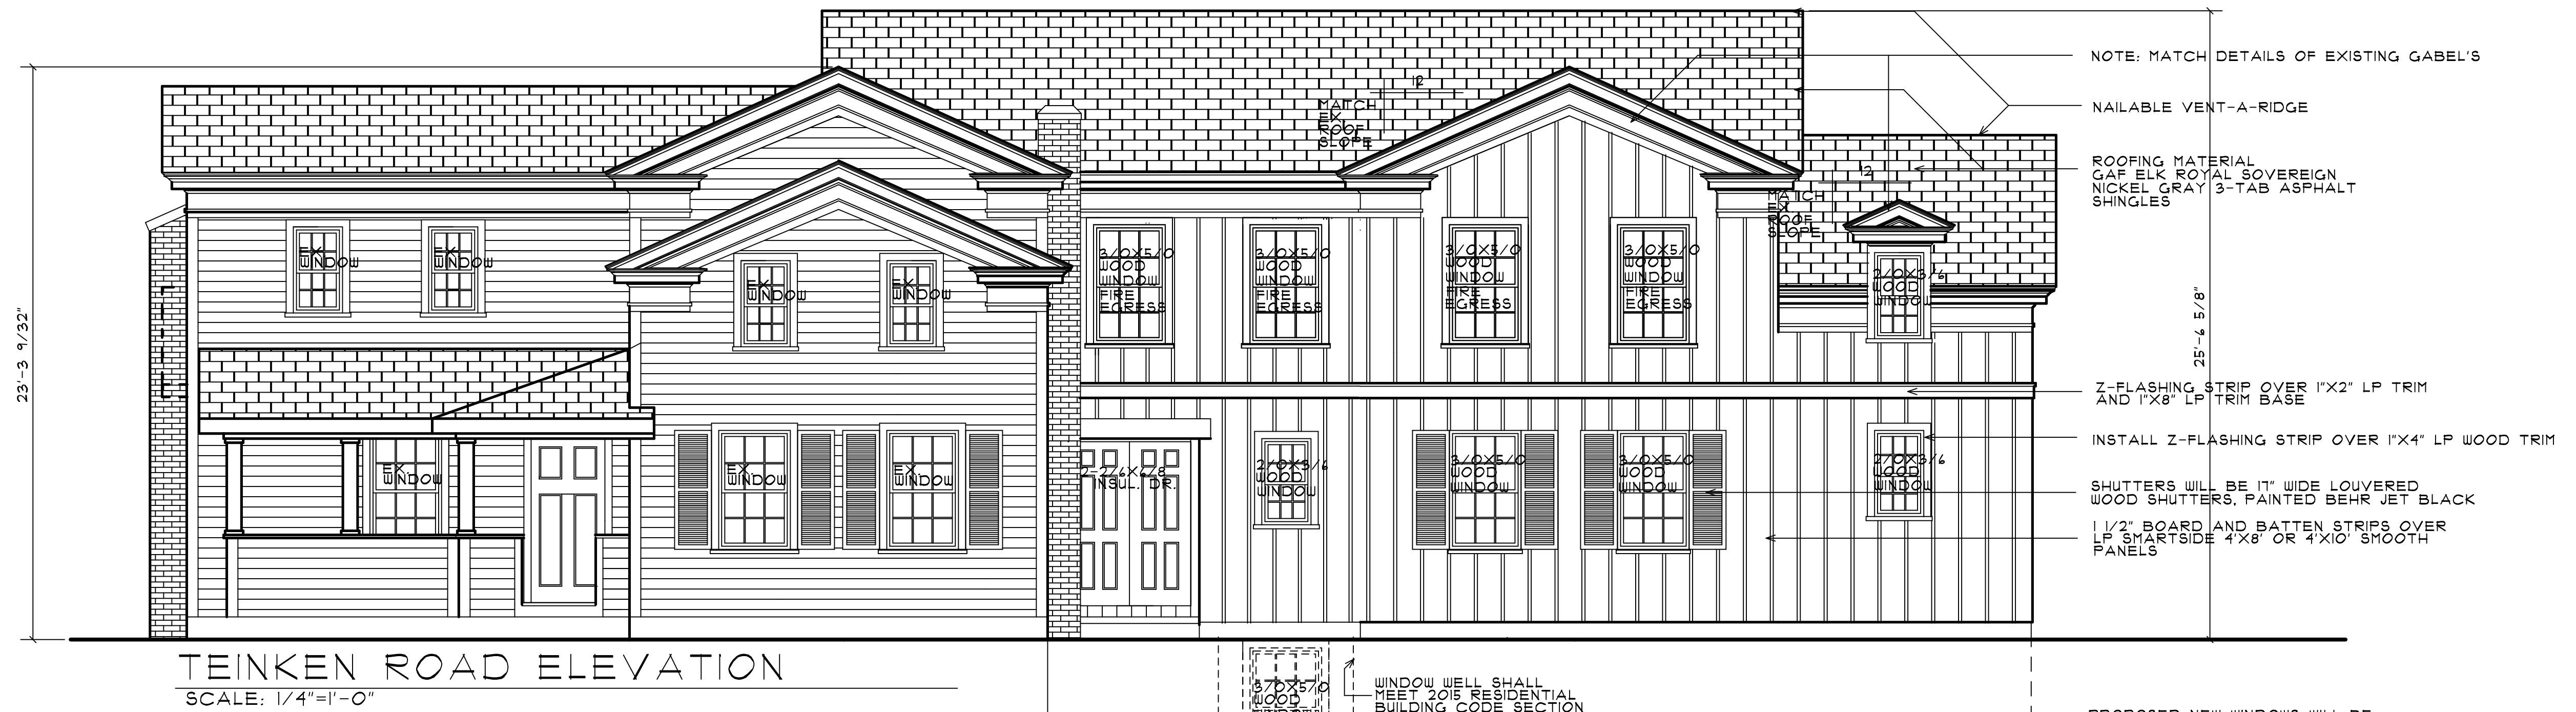 12
MATCH
EX.
ROOF
SLOPE
12
MATCH
EX.
ROOF
SLOPE
NOTE: MATCH DETAILS OF EXISTING GABEL'S
NAILABLE VENT-A-RIDGE
ROOFING MATERIAL
GAF ELK ROYAL SOVEREIGN
NICKEL GRAY 3-TAB ASPHALT
SHINGLES
23'-3 9/32"
25'-6 5/8"
EX.
WINDOW
EX.
WINDOW
EX.
WINDOW
EX.
WINDOW
3/0X5/0
WOOD
WINDOW
FIRE
EGRESS
3/0X5/0
WOOD
WINDOW
FIRE
EGRESS
3/0X5/0
WOOD
WINDOW
FIRE
EGRESS
3/0X5/0
WOOD
WINDOW
FIRE
EGRESS
2/0X3/6
WOOD
WINDOW
Z-FLASHING STRIP OVER 1"X2" LP TRIM
AND 1"X8" LP TRIM BASE
INSTALL Z-FLASHING STRIP OVER 1"X4" LP WOOD TRIM
SHUTTERS WILL BE 17" WIDE LOUVERED
WOOD SHUTTERS, PAINTED BEHR JET BLACK
1 1/2" BOARD AND BATTEN STRIPS OVER
LP SMARTSIDE 4'X8' OR 4'X10' SMOOTH
PANELS
EX.
WINDOW
EX.
WINDOW
EX.
WINDOW
2-2/6X6/8
INSUL. DR.
2/0X3/6
WOOD
WINDOW
3/0X5/0
WOOD
WINDOW
3/0X5/0
WOOD
WINDOW
2/0X3/6
WOOD
WINDOW
TEINKEN ROAD ELEVATION
SCALE: 1/4"=1'-0"
3/0X5/0
WOOD
WINDOW WELL SHALL
MEET 2015 RESIDENTIAL
BUILDING CODE SECTION
PROPOSED NEW WINDOWS WILL BE